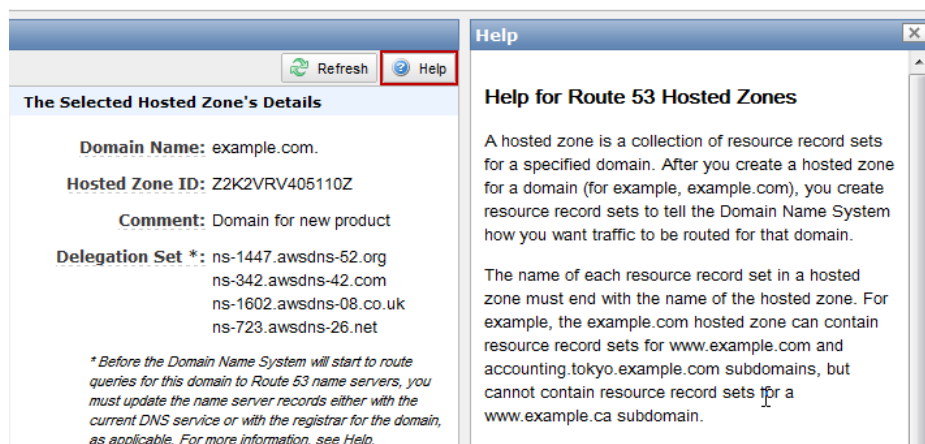 Refresh
Help
The Selected Hosted Zone's Details
Domain Name: example.com.
Hosted Zone ID: Z2K2VRV405110Z
Comment: Domain for new product
Delegation Set *: ns-1447.awsdns-52.org
ns-342.awsdns-42.com
ns-1602.awsdns-08.co.uk
ns-723.awsdns-26.net
* Before the Domain Name System will start to route
queries for this domain to Route 53 name servers, you
must update the name server records either with the
current DNS service or with the registrar for the domain,
as applicable. For more information, see Help.
Help
Help for Route 53 Hosted Zones
A hosted zone is a collection of resource record sets
for a specified domain. After you create a hosted zone
for a domain (for example, example.com), you create
resource record sets to tell the Domain Name System
how you want traffic to be routed for that domain.
The name of each resource record set in a hosted
zone must end with the name of the hosted zone. For
example, the example.com hosted zone can contain
resource record sets for www.example.com and
accounting.tokyo.example.com subdomains, but
cannot contain resource record sets for a
www.example.ca subdomain.